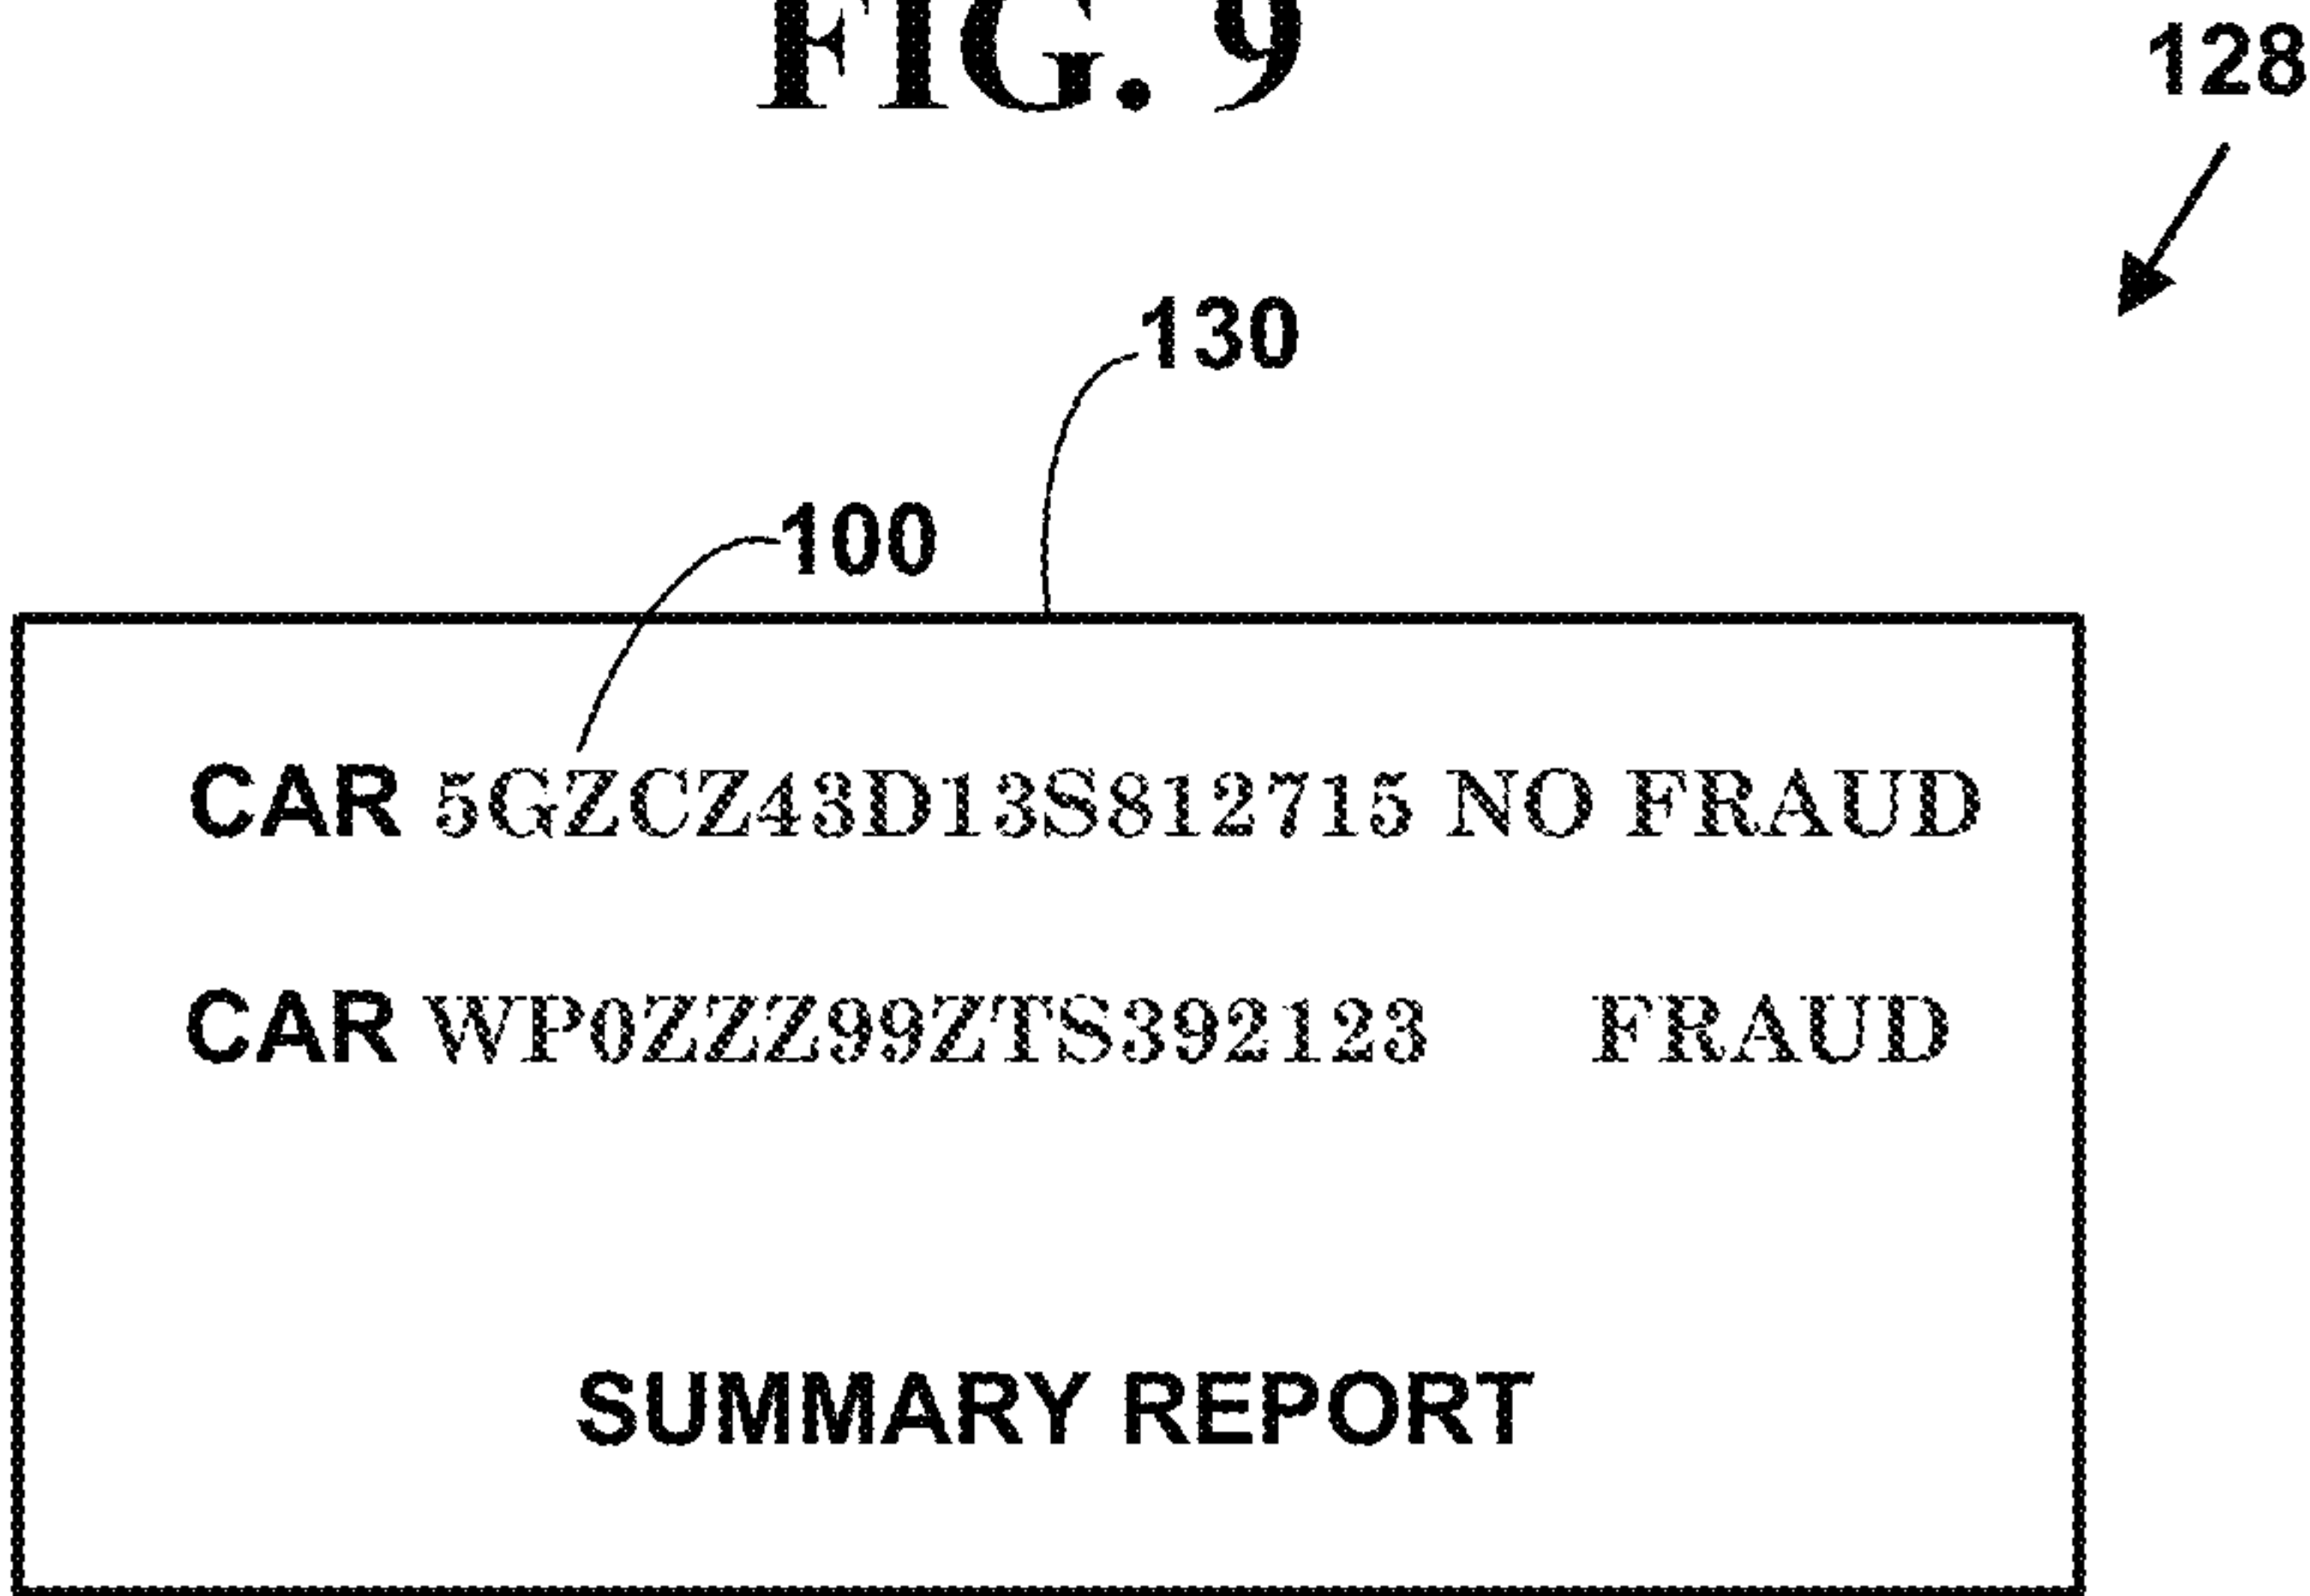 FIG. 9
128
130
100
CAR 5GZCZ43D13S812715 NO FRAUD
CAR WP0ZZZ99ZTS392123 FRAUD
SUMMARY REPORT